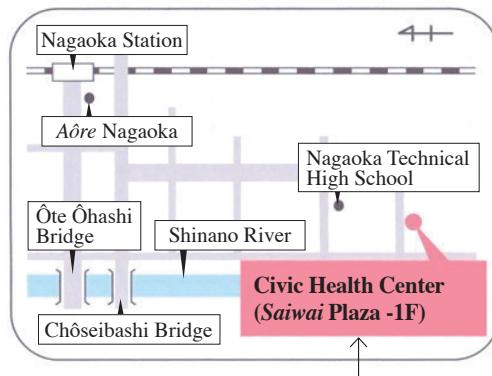 Nagaoka Station
Aôre Nagaoka
Nagaoka Technical
High School
Ôte Ôhashi
Bridge
Shinano River
Civic Health Center
(Saiwai Plaza -1F)
Chôseibashi Bridge